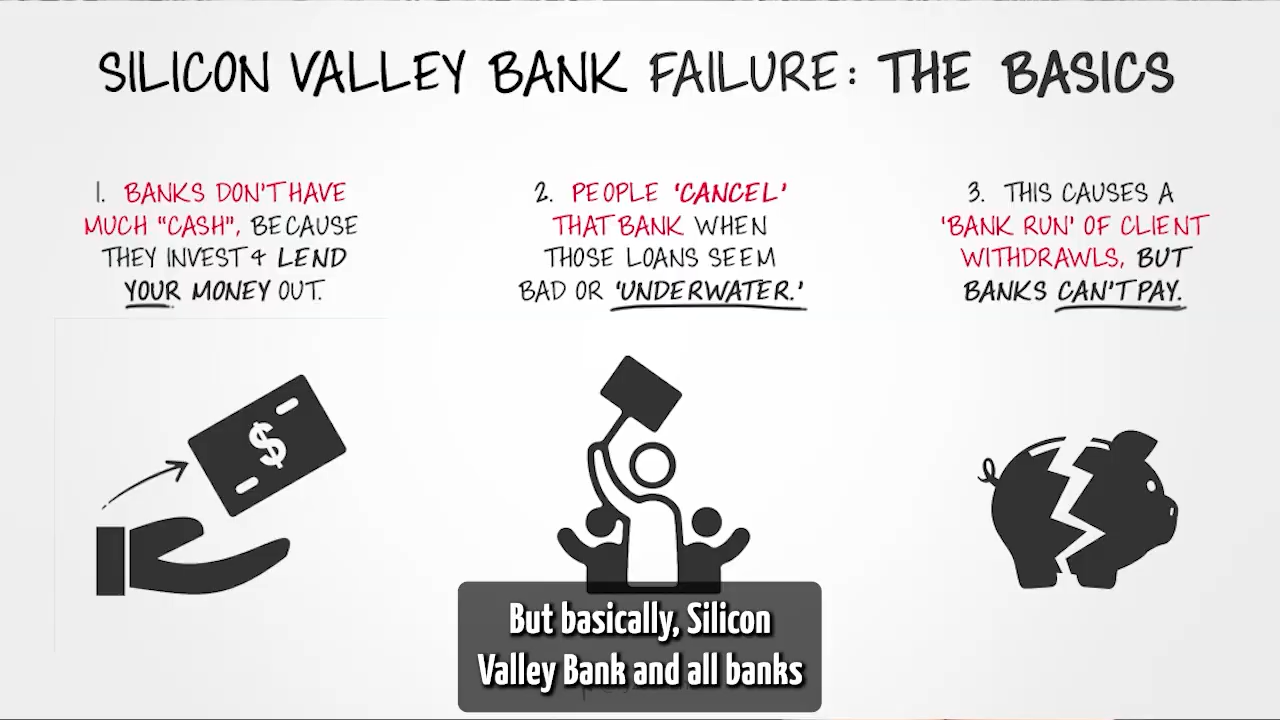 SILICON VALLEY BANK FAILURE: THE BASICS
1. BANKS DON'T HAVE
MUCH "CASH", BECAUSE
THEY INVEST & LEND
YOUR MONEY OUT.
2. PEOPLE 'CANCEL'
THAT BANK WHEN
THOSE LOANS SEEM
BAD OR 'UNDERWATER.'
3. THIS CAUSES A
'BANK RUN' OF CLIENT
WITHDRAWLS, BUT
BANKS CAN'T PAY.
$
But basically, Silicon
Valley Bank and all banks